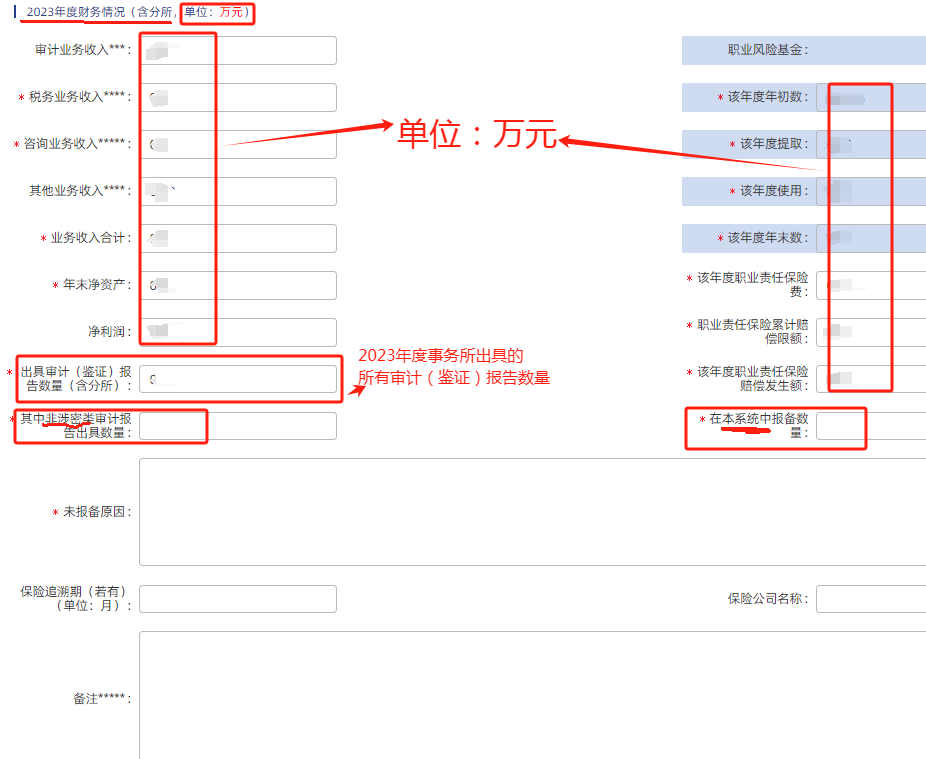 2023年度财务情况（含分所，单位：万元）
审计业务收入***：
职业风险基金：
* 税务业务收入****：
* 该年度年初数：
* 咨询业务收入*****：
单位：万元
* 该年度提取：
其他业务收入****：
* 该年度使用：
* 业务收入合计：
* 该年度年末数：
* 年末净资产：
* 该年度职业责任保险
费：
净利润：
* 职业责任保险累计赔
偿限额：
2023年度事务所出具的
所有审计（鉴证）报告数量
* 出具审计（鉴证）报
告数量（含分所）：
* 该年度职业责任保险
赔偿发生额：
* 其中非涉密类审计报
告出具数量：
* 在本系统中报备数
量：
* 未报备原因：
保险追溯期（若有）
（单位：月）：
保险公司名称：
备注*****：